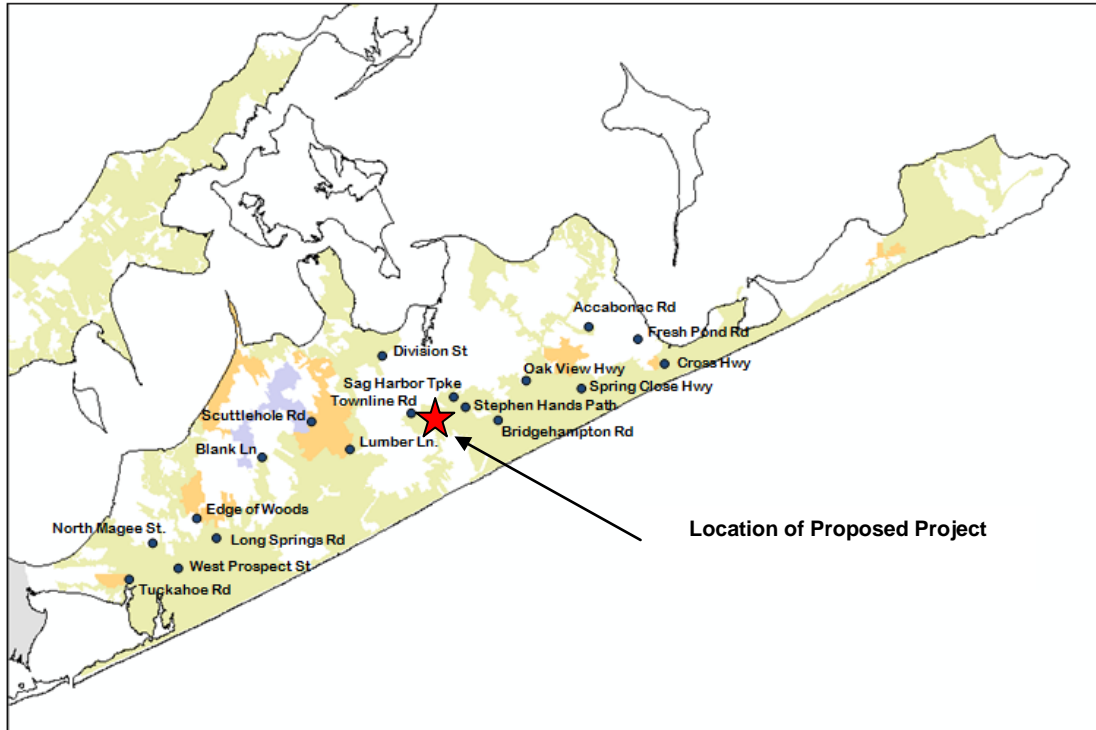 Accabonac Rd
Fresh Pond Rd
Division St
Cross Hwy
Oak View Hwy
Sag Harbor Tpke
Spring Close Hwy
Townline Rd
Stephen Hands Path
Scuttlehole Rd
Bridgehampton Rd
Lumber Ln.
Blank Ln
Edge of Woods
North Magee St.
Location of Proposed Project
Long Springs Rd
West Prospect St
Tuckahoe Rd